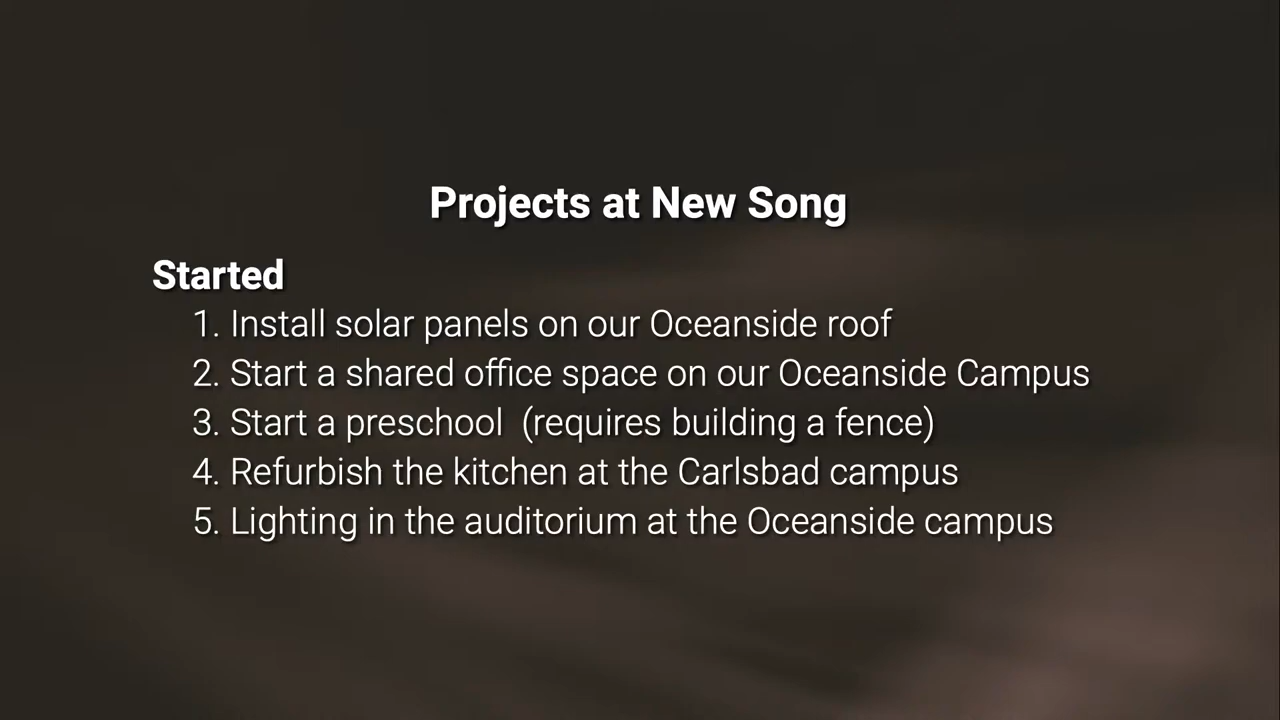 Projects at New Song
Started
1. Install solar panels on our Oceanside roof
2. Start a shared office space on our Oceanside Campus
3. Start a preschool  (requires building a fence)
4. Refurbish the kitchen at the Carlsbad campus
5. Lighting in the auditorium at the Oceanside campus